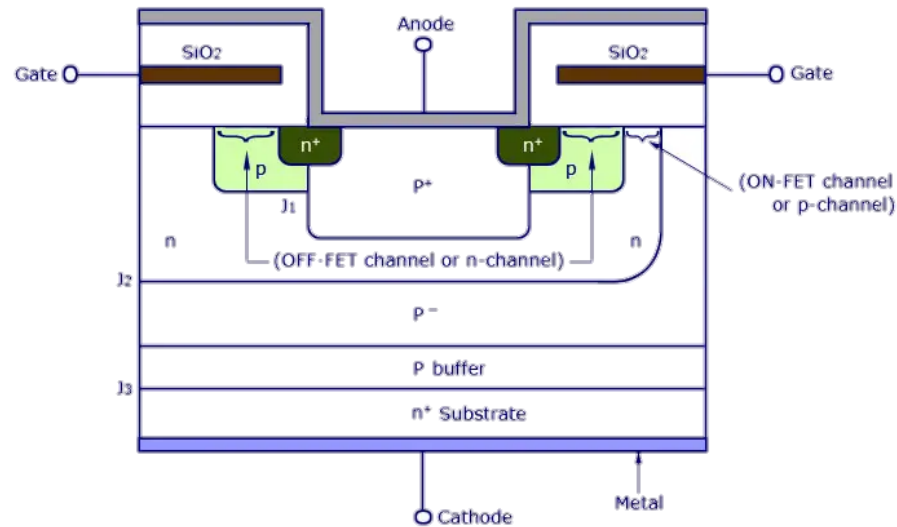 Anode
SiO2
SiO2
Gate
Gate
n+
n+
p
p
P+
(ON-FET channel
or p-channel)
J1
n
n
(OFF-FET channel or n-channel)
J2
P−
P buffer
J3
n+ Substrate
Metal
Cathode